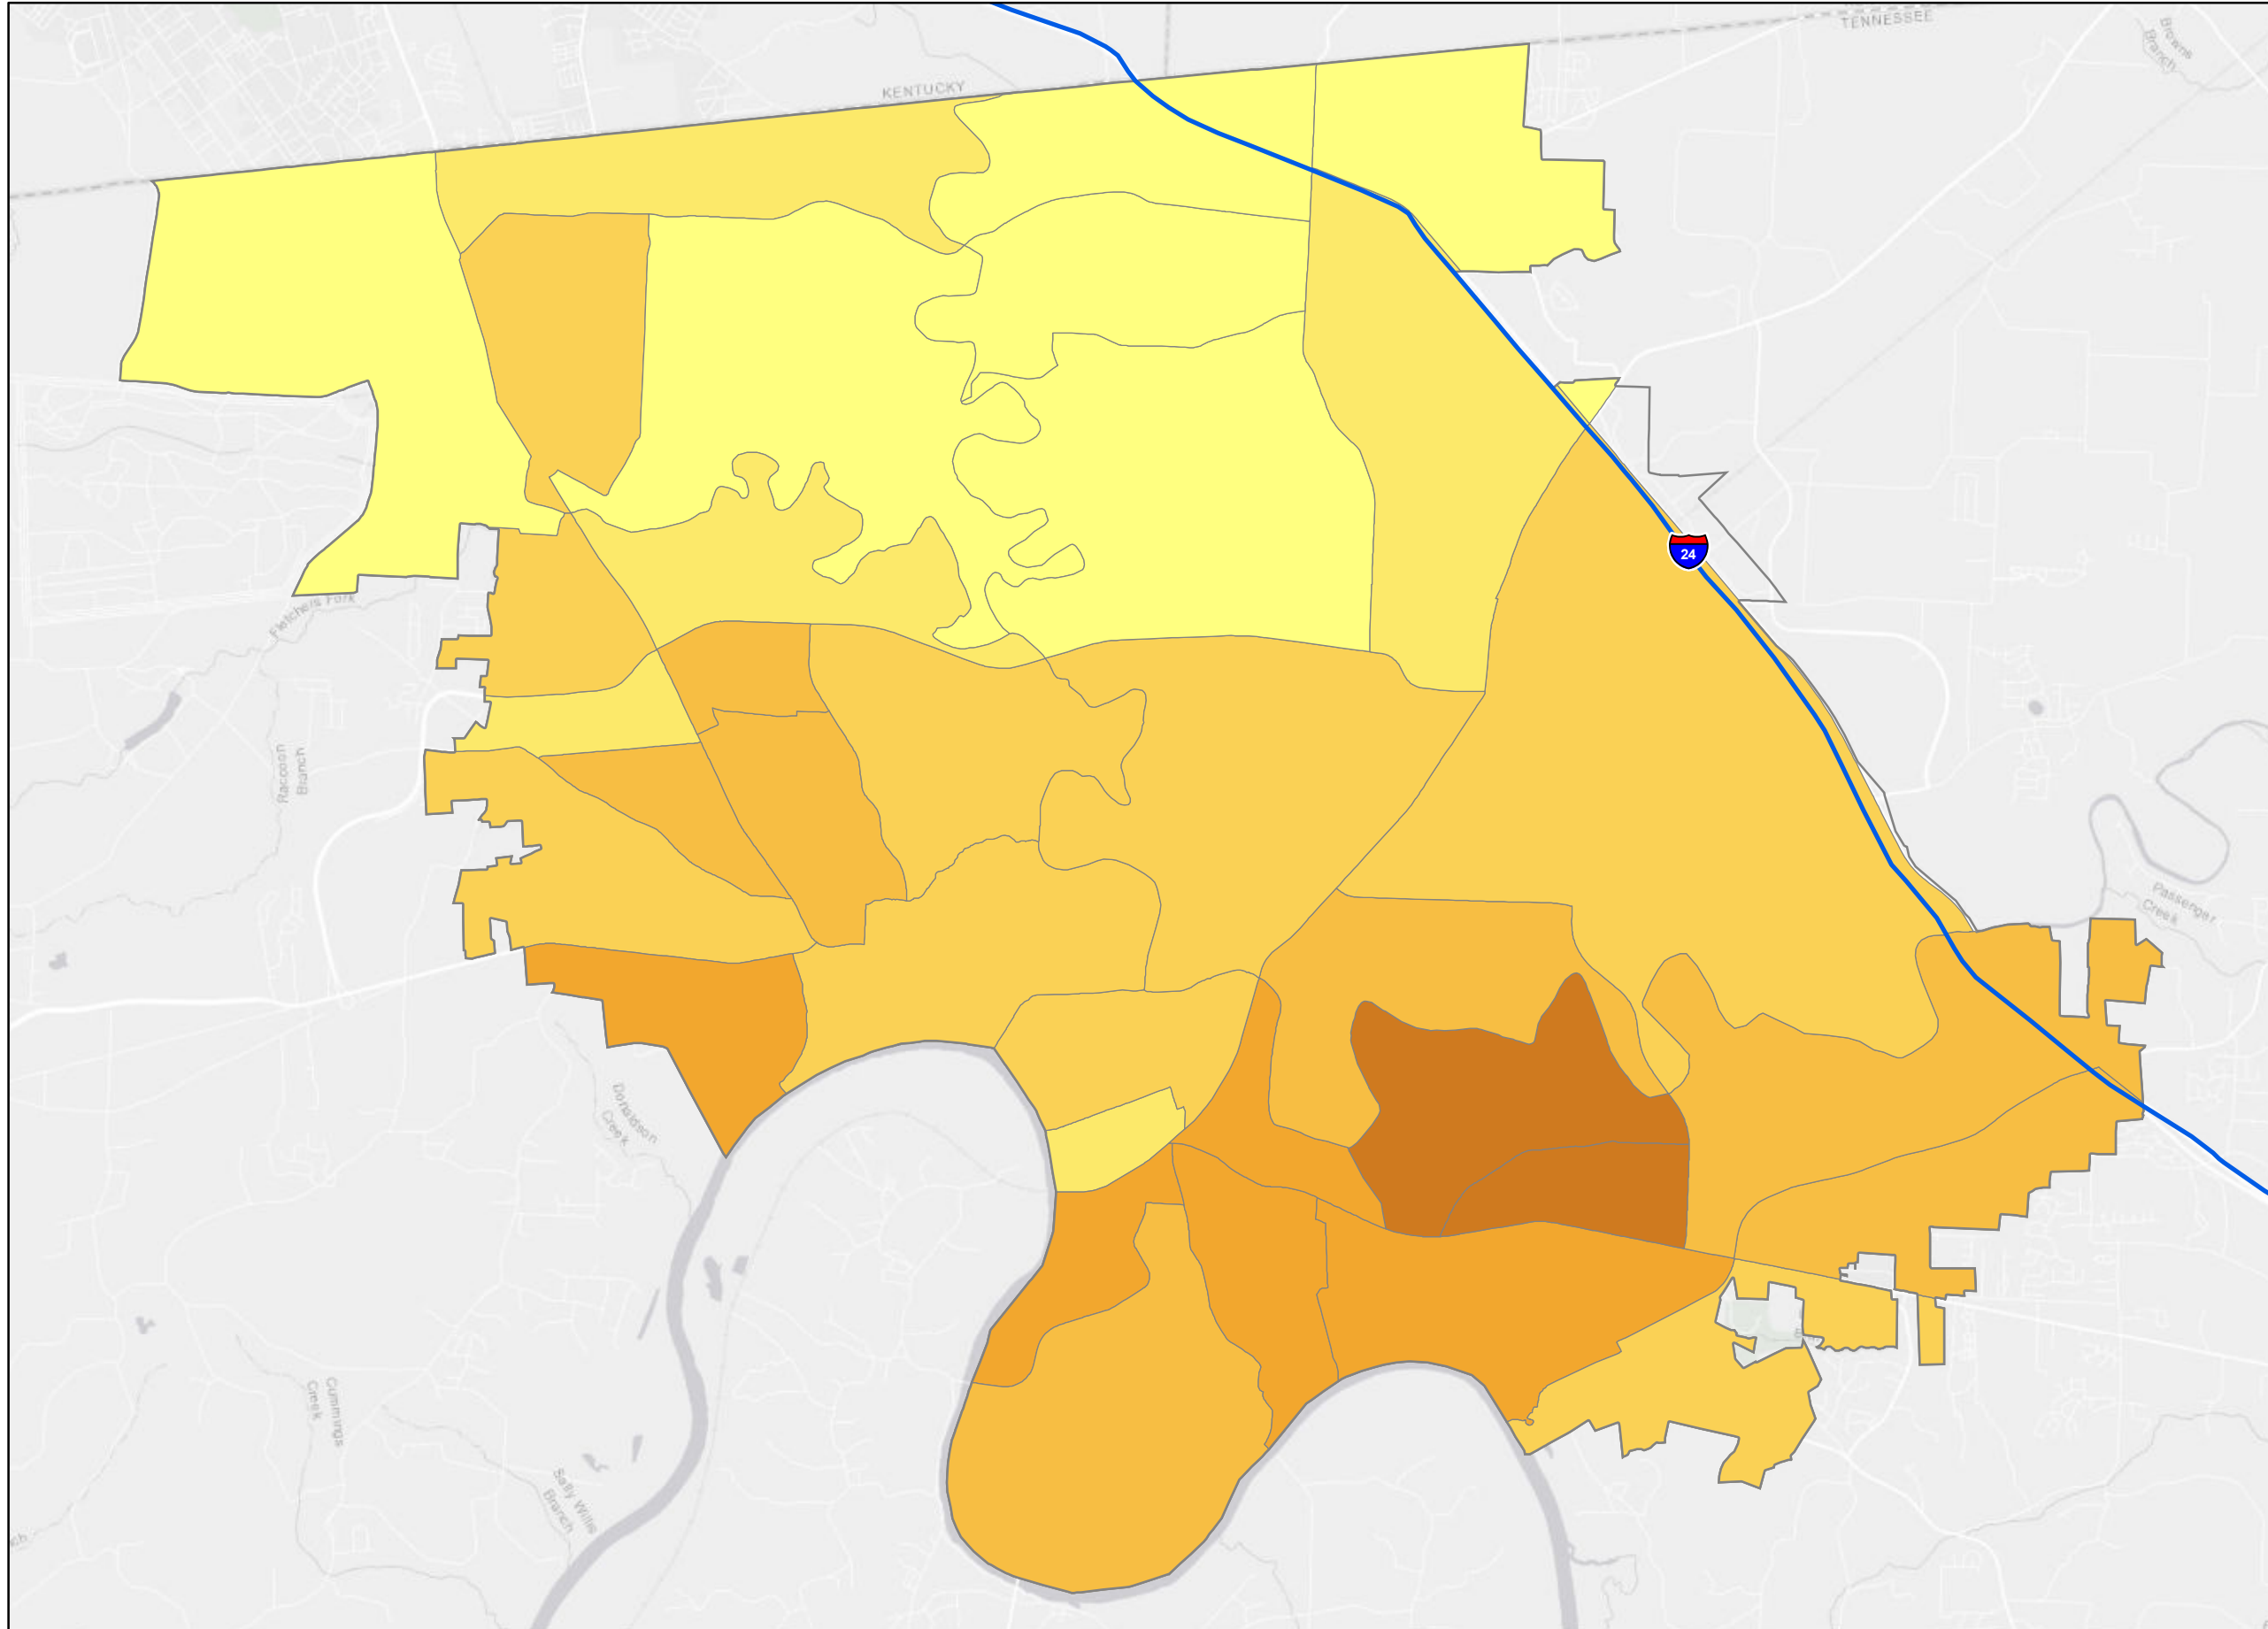 TENNESSEE
Browns
Branch
KENTUCKY
24
Fletchers Fork
Raccoon
Branch
Passenger
Creek
Donaldson
Creek
Cummings
Creek
Sally Willis
Branch